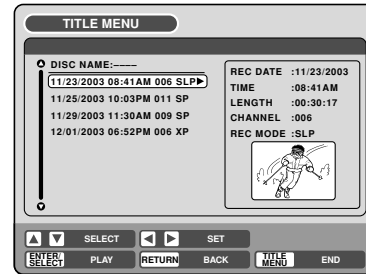 TITLE MENU
DISC NAME:----
11/23/2003 08:41AM 006 SLP
11/25/2003 10:03PM 011 SP
11/29/2003 11:30AM 009 SP
12/01/2003 06:52PM 006 XP
REC DATE :11/23/2003
TIME :08:41AM
LENGTH :00:30:17
CHANNEL :006
REC MODE :SLP
SELECT SET
ENTER/SELECT PLAY RETURN BACK TITLE MENU END